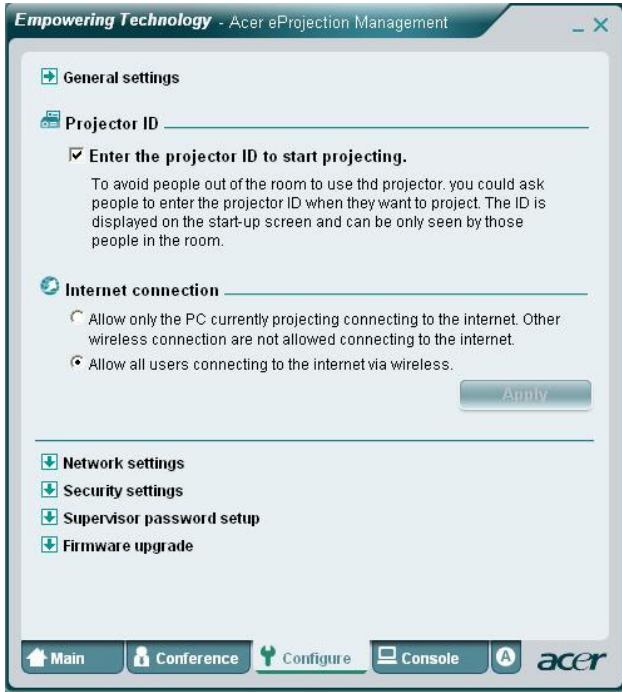 Empowering Technology - Acer eProjection Management
General settings
Projector ID
Enter the projector ID to start projecting.
To avoid people out of the room to use thd projector. you could ask
people to enter the projector ID when they want to project. The ID is
displayed on the start-up screen and can be only seen by those
people in the room.
Internet connection
Allow only the PC currently projecting connecting to the internet. Other
wireless connection are not allowed connecting to the internet.
Allow all users connecting to the internet via wireless.
Apply
Network settings
Security settings
Supervisor password setup
Firmware upgrade
Main Conference Configure Console A acer